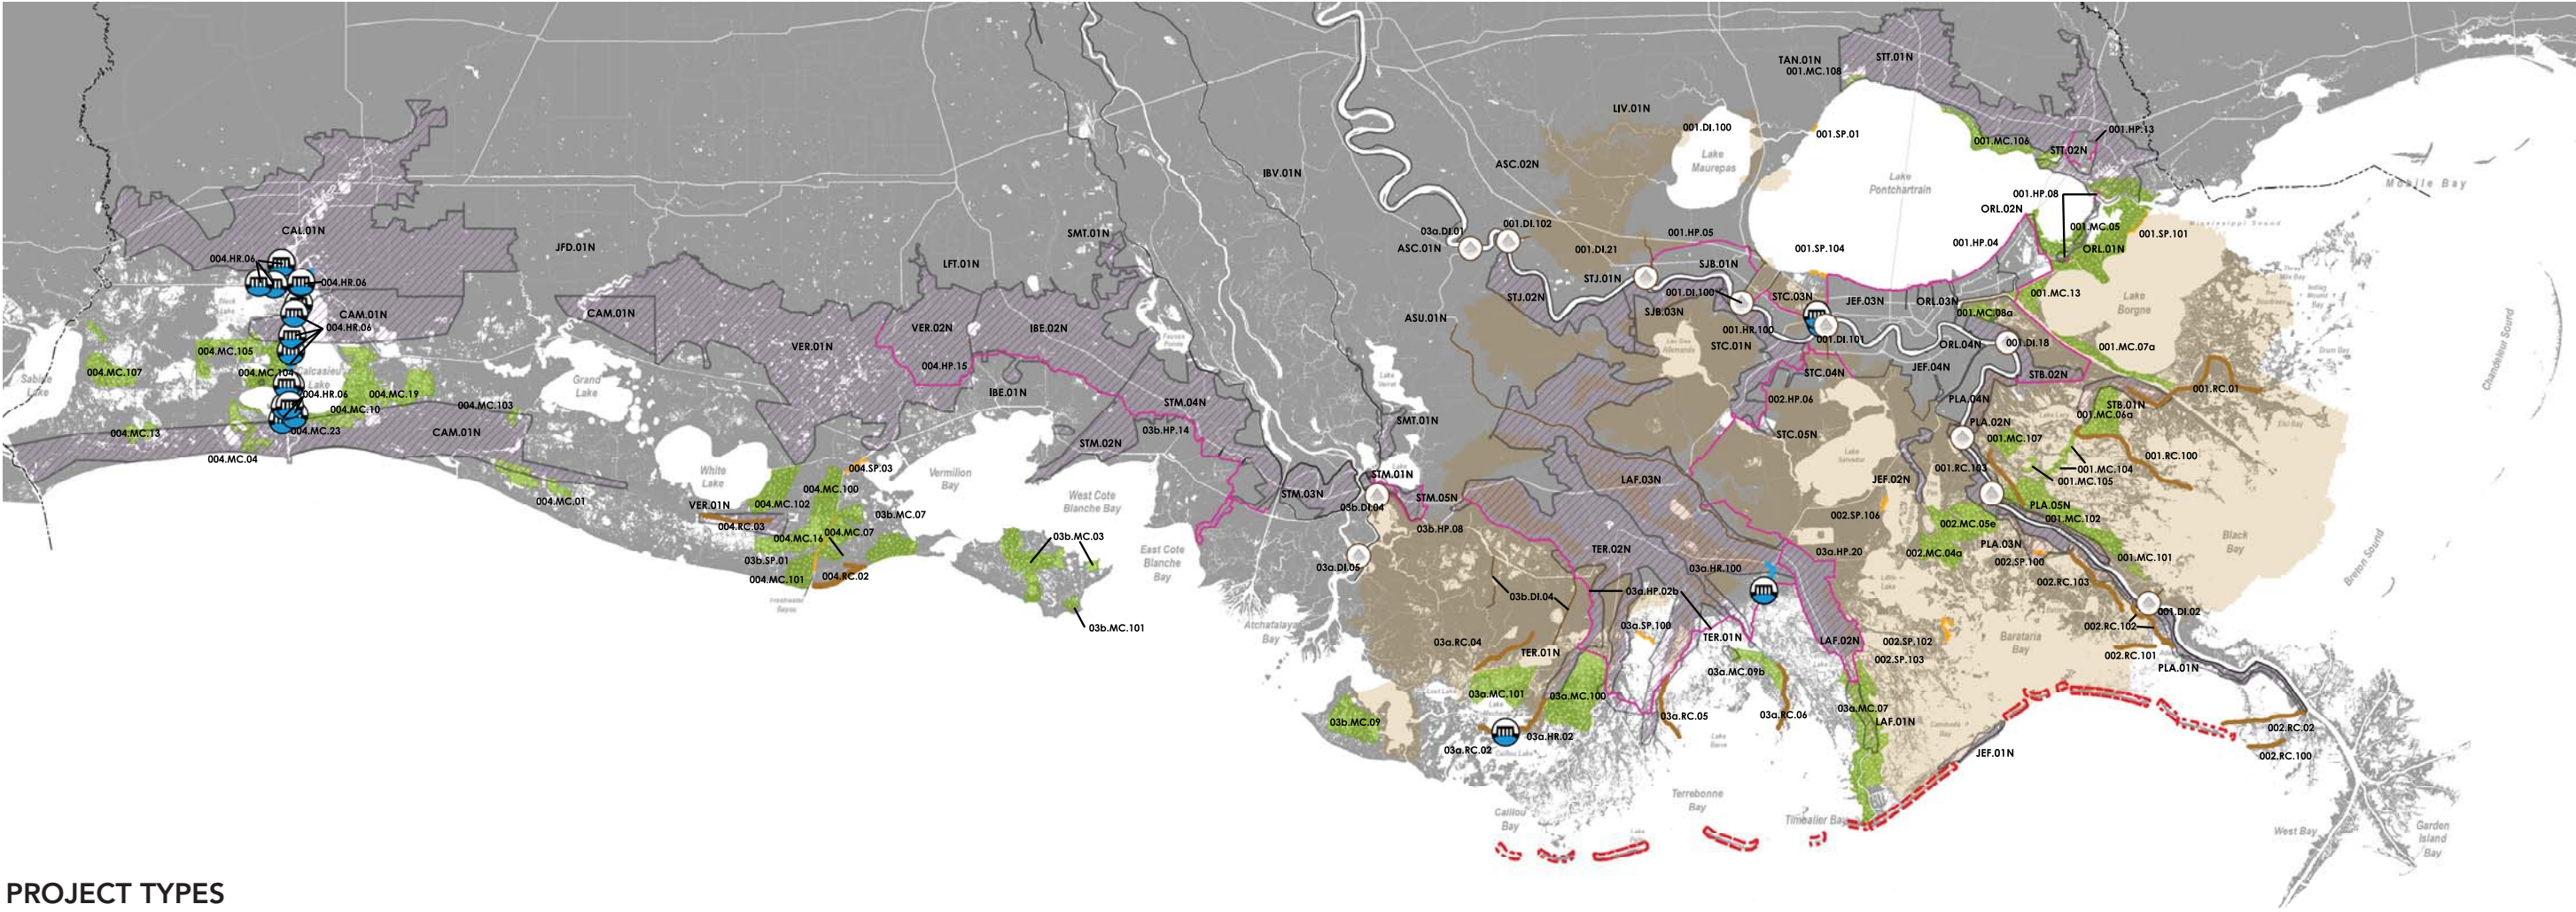 TAN.01N
001.MC.108
STT.01N
LIV.01N
001.DI.100
001.SP.01
001.HP.13
001.MC.106
STT.02N
Lake
Maurepas
ASC.02N
IBV.01N
Lake
Pontchartrain
Mobile Bay
001.HP.08
ORL.02N
Mississippi Sound
001.MC.05
001.SP.101
ORL.01N
001.HP.04
03a.DI.01
001.DI.102
ASC.01N
001.HP.05
001.DI.21
001.SP.104
SJB.01N
STJ.01N
CAL.01N
JFD.01N
SMT.01N
LFT.01N
004.HR.06
004.HR.06
001.DI.100
STC.03N
JEF.03N
ORL.03N
001.MC.13
Lake
Borgne
STJ.02N
SJB.03N
001.MC.08a
CAM.01N
CAM.01N
004.HR.06
VER.02N
IBE.02N
ASU.01N
001.HR.100
STC.01N
001.DI.101
ORL.04N
001.DI.18
001.MC.07a
VER.01N
004.MC.105
004.MC.107
004.MC.104
Calcasieu
Lake
004.HP.15
JEF.04N
STC.04N
STB.02N
Sabine
Lake
Grand
Lake
Lake
Verret
004.MC.19
004.HR.06
004.MC.10
004.MC.103
IBE.01N
STM.04N
002.HP.06
PLA.04N
001.RC.01
STB.01N
001.MC.06a
Chandeleur Sound
004.MC.13
004.MC.23
CAM.01N
03b.HP.14
SMT.01N
STC.05N
PLA.02N
001.MC.107
004.MC.04
STM.02N
Lake
Salvador
001.RC.100
White
Lake
004.SP.03
Vermilion
Bay
STM.01N
001.RC.103
001.MC.104
001.MC.105
004.MC.01
004.MC.100
004.MC.102
VER.01N
West Cote
Blanche Bay
STM.03N
STM.05N
LAF.03N
JEF.02N
03b.DI.04
PLA.05N
001.MC.102
03b.MC.07
002.SP.106
002.MC.05e
004.RC.03
004.MC.07
004.MC.16
03b.HP.08
03b.MC.03
East Cote
Blanche
Bay
TER.02N
03a.HP.20
PLA.03N
Black
Bay
002.MC.04a
03b.SP.01
03a.DI.05
03a.HR.100
002.SP.100
001.MC.101
004.MC.101
004.RC.02
002.RC.103
Breton Sound
Freshwater
Bayou
03b.DI.04
03a.HP.02b
Little
Lake
001.DI.02
03b.MC.101
Atchafalaya
Bay
03a.SP.100
002.RC.102
03a.RC.04
TER.01N
TER.01N
LAF.02N
002.SP.102
Barataria
Bay
002.SP.103
002.RC.101
PLA.01N
03a.MC.09b
03a.MC.101
03a.MC.100
03b.MC.09
03a.RC.05
03a.RC.06
03a.MC.07
LAF.01N
002.RC.02
03a.HR.02
03a.RC.02
JEF.01N
002.RC.100
Terrebonne
Bay
Caillou
Bay
Timbalier Bay
West Bay
Garden
Island
Bay
PROJECT TYPES